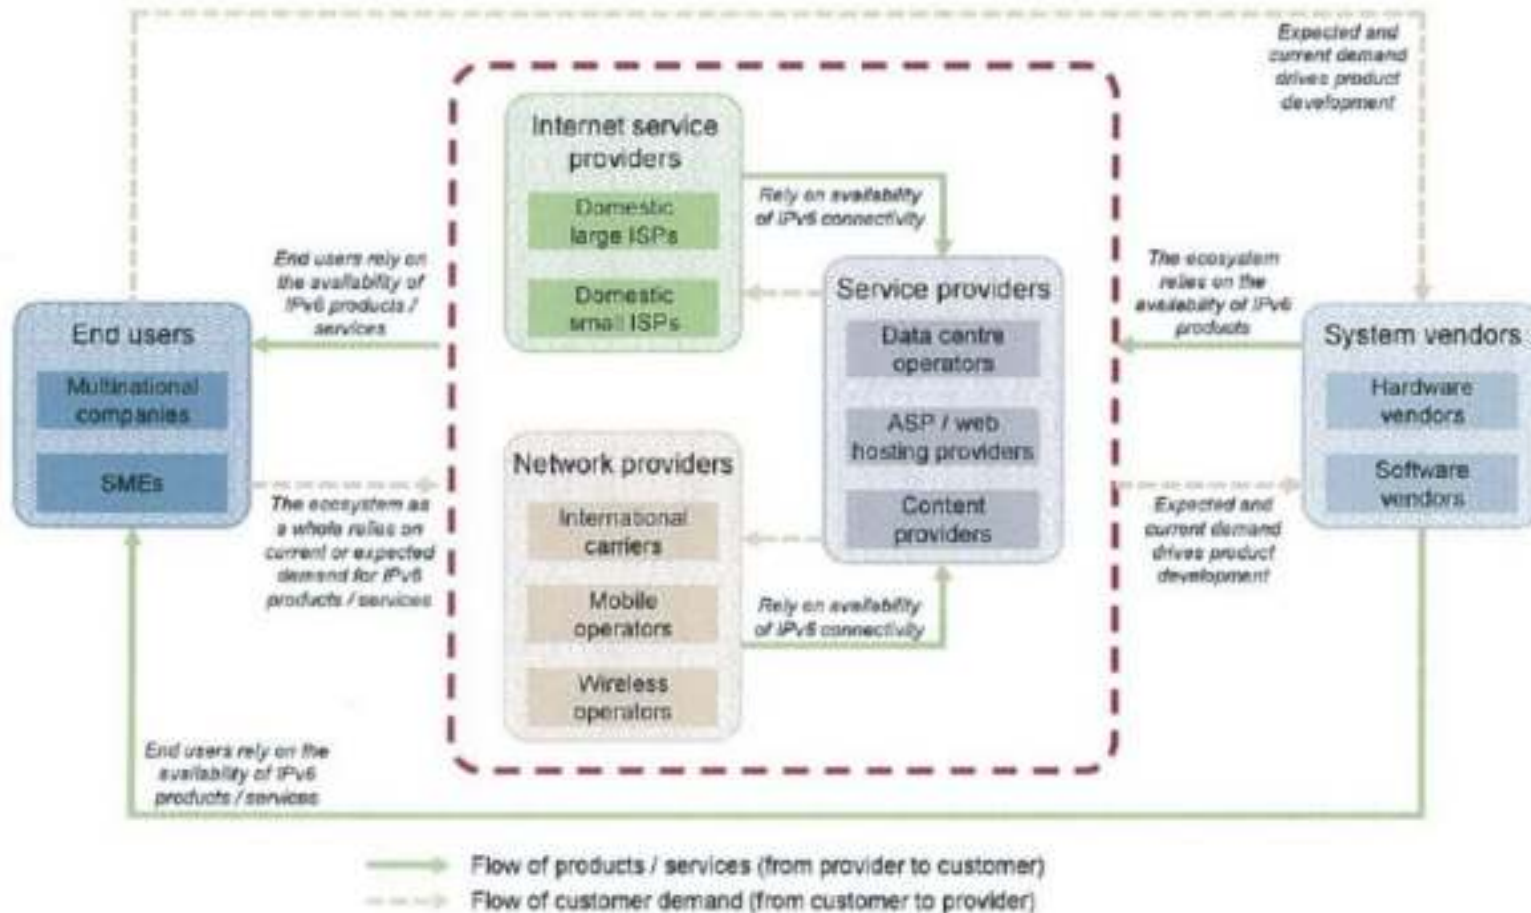 Expected and
current demand
drives product
development
Internet service
providers
Domestic
large ISPs
Domestic
small ISPs
Rely on availability
of IPv6 connectivity
End users rely on
the availability of
IPv6 products /
services
The ecosystem
relies on the
availability of IPv6
products
End users
Multinational
companies
SMEs
Service providers
Data centre
operators
ASP / web
hosting providers
Content
providers
System vendors
Hardware
vendors
Software
vendors
Network providers
International
carriers
Mobile
operators
Wireless
operators
The ecosystem as
a whole relies on
current or expected
demand for IPv6
products / services
Expected and
current demand
drives product
development
Rely on availability
of IPv6 connectivity
End users rely on the
availability of IPv6
products / services
Flow of products / services (from provider to customer)
Flow of customer demand (from customer to provider)